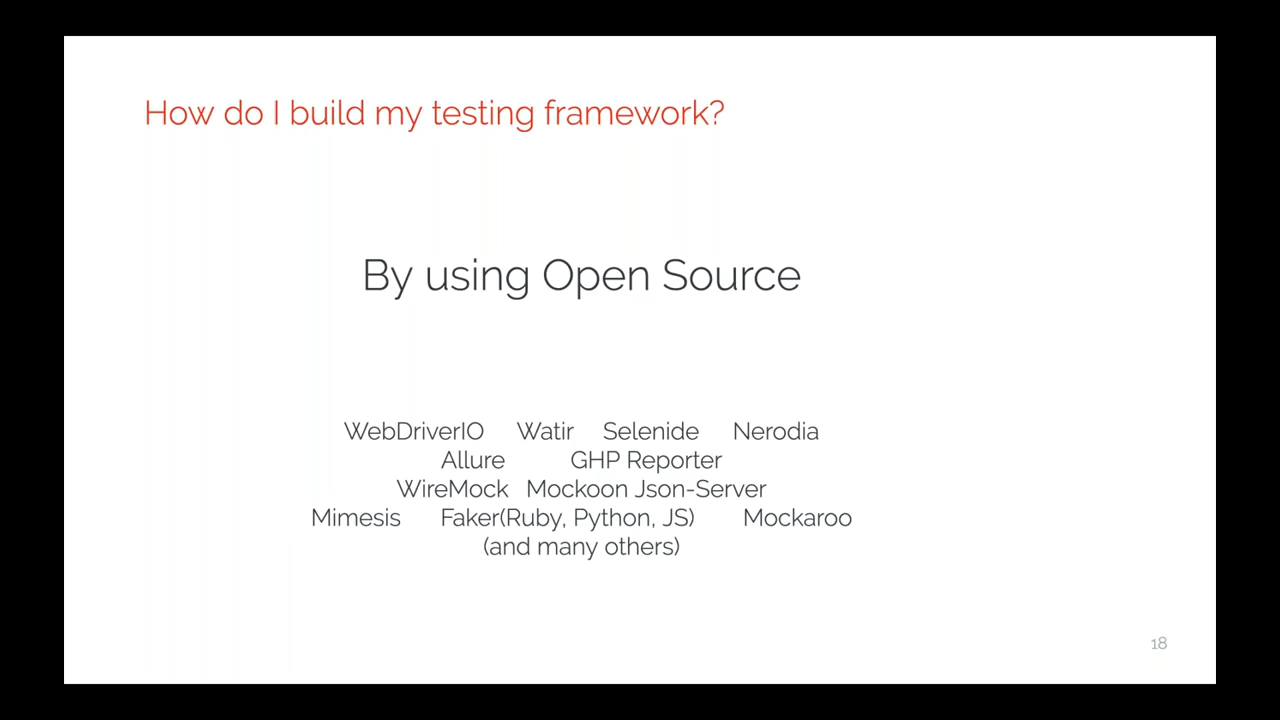 How do I build my testing framework?
By using Open Source
WebDriverIO Watir Selenide Nerodia
Allure GHP Reporter
WireMock Mockoon Json-Server
Mimesis Faker(Ruby, Python, JS) Mockaroo
(and many others)
18